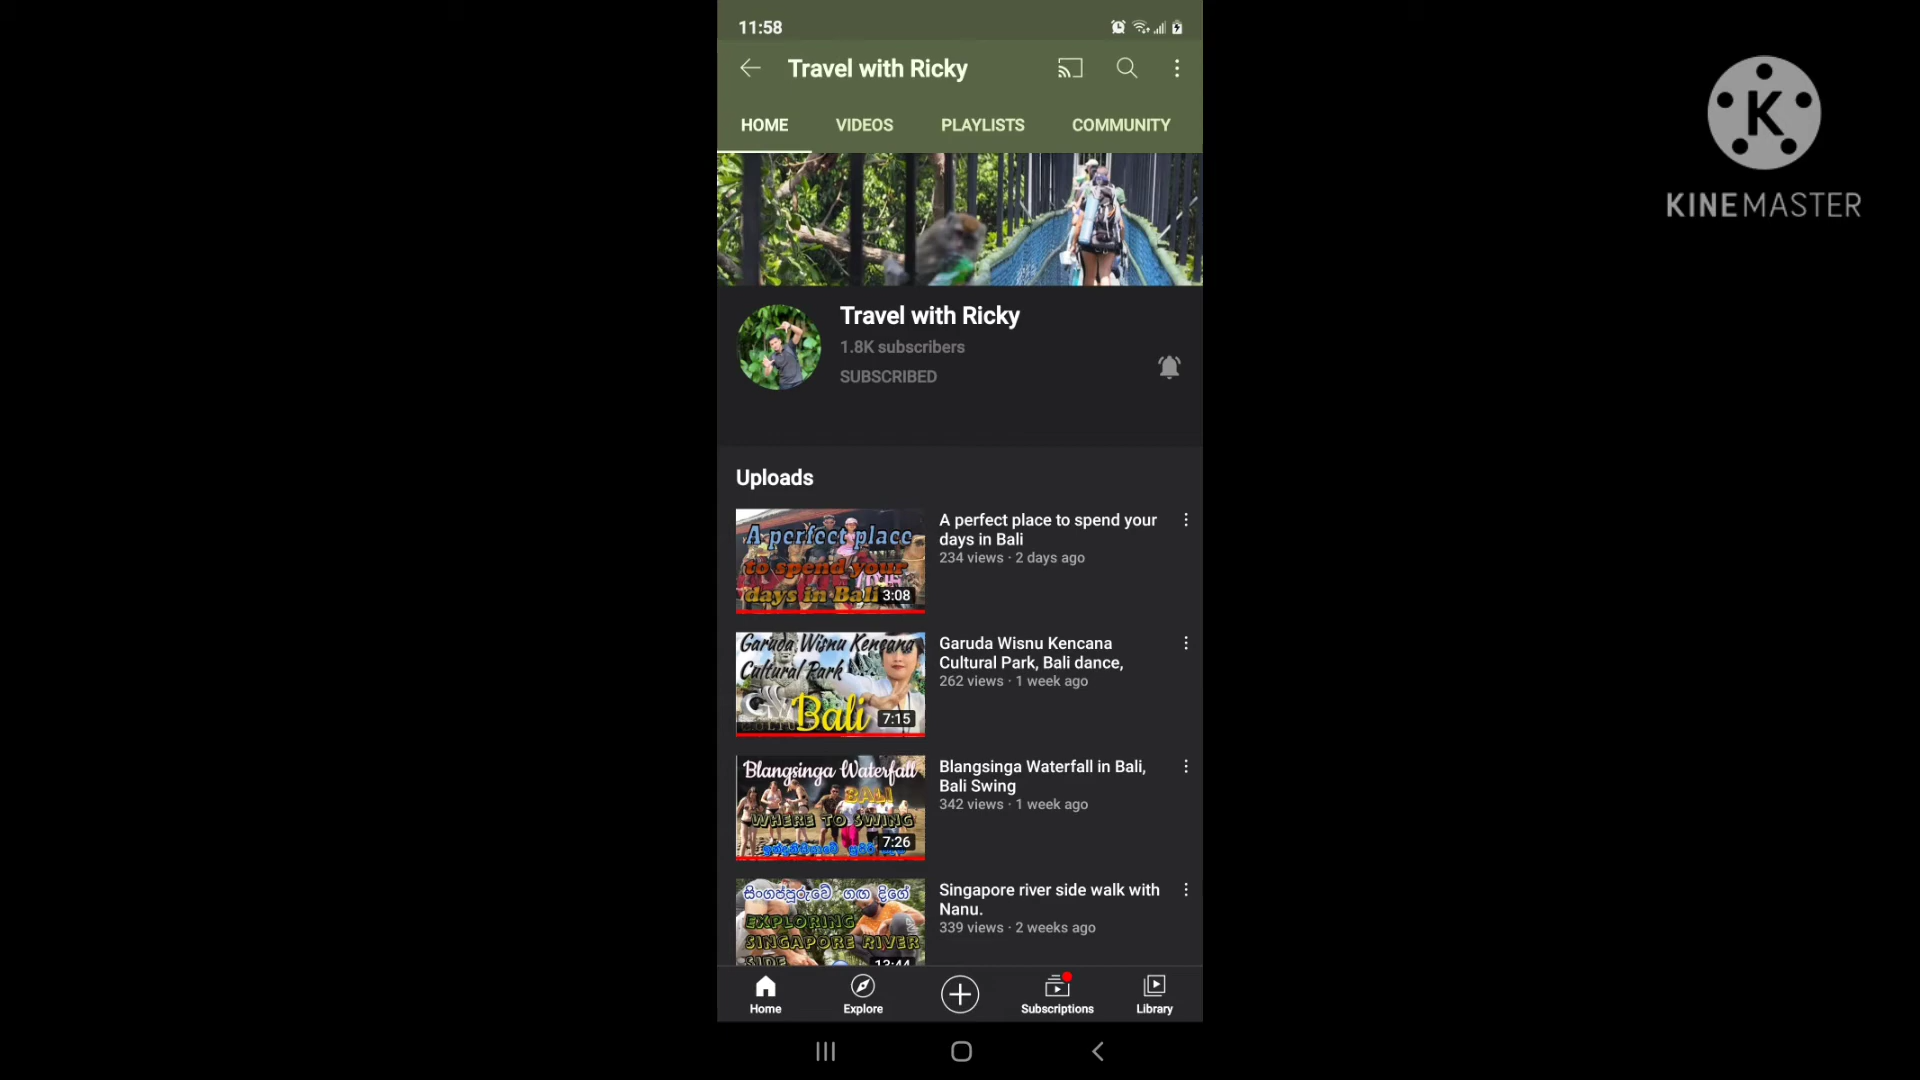 11:58
Travel with Ricky
HOME VIDEOS PLAYLISTS COMMUNITY
K
KINEMASTER
Travel with Ricky
1.8K subscribers
SUBSCRIBED
Uploads
A perfect place
to spend your
days in Bali
3:08
A perfect place to spend your
days in Bali
234 views · 2 days ago
Garuda Wisnu Kencana
Cultural Park
Bali
7:15
Garuda Wisnu Kencana
Cultural Park, Bali dance,
262 views · 1 week ago
Blangsinga Waterfall
BALI
WHERE TO SWING
7:26
Blangsinga Waterfall in Bali,
Bali Swing
342 views · 1 week ago
සිංගප්පූරුවේ ගඟ දිගේ
EXPLORING
SINGAPORE RIVER
SIDE
13:44
Singapore river side walk with
Nanu.
339 views · 2 weeks ago
Home Explore Subscriptions Library